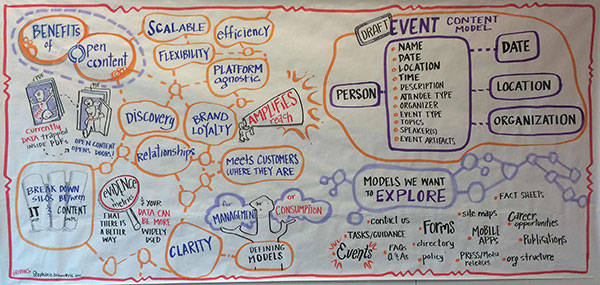 BENEFITS
of
Open
content
SCALABLE
efficiency
FLEXIBILITY
PLATFORM
agnostic
CURRENTLY
DATA trapped
INSIDE PDFs
OPEN CONTENT
OPENS DOORS!
DISCOVERY
BRAND
LOYALTY
AMPLIFIES
reach
Relationships
MEETS CUSTOMERS
WHERE THEY ARE
BREAK DOWN
SILOS Between
IT & CONTENT
EVIDENCE
& metrics
THAT THERE IS
A BETTER
WAY
& YOUR
DATA CAN BE
MORE
WIDELY
USED
for
MANAGEMENT
or
CONSUMPTION
CLARITY
DEFINING
MODELS
DRAFT
EVENT CONTENT
MODEL
PERSON
NAME
DATE
LOCATION
TIME
DESCRIPTION
ATTENDEE TYPE
ORGANIZER
EVENT TYPE
TOPICS
SPEAKER(S)
EVENT ARTIFACTS
DATE
LOCATION
ORGANIZATION
MODELS WE WANT
TO EXPLORE
FACT SHEETS
contact us
TASKS/GUIDANCE
Events
FAQs
Q&As
Forms
directory
policy
site maps
MOBILE
APPS
PRESS/Media
releases
Career
opportunities
Publications
org structure